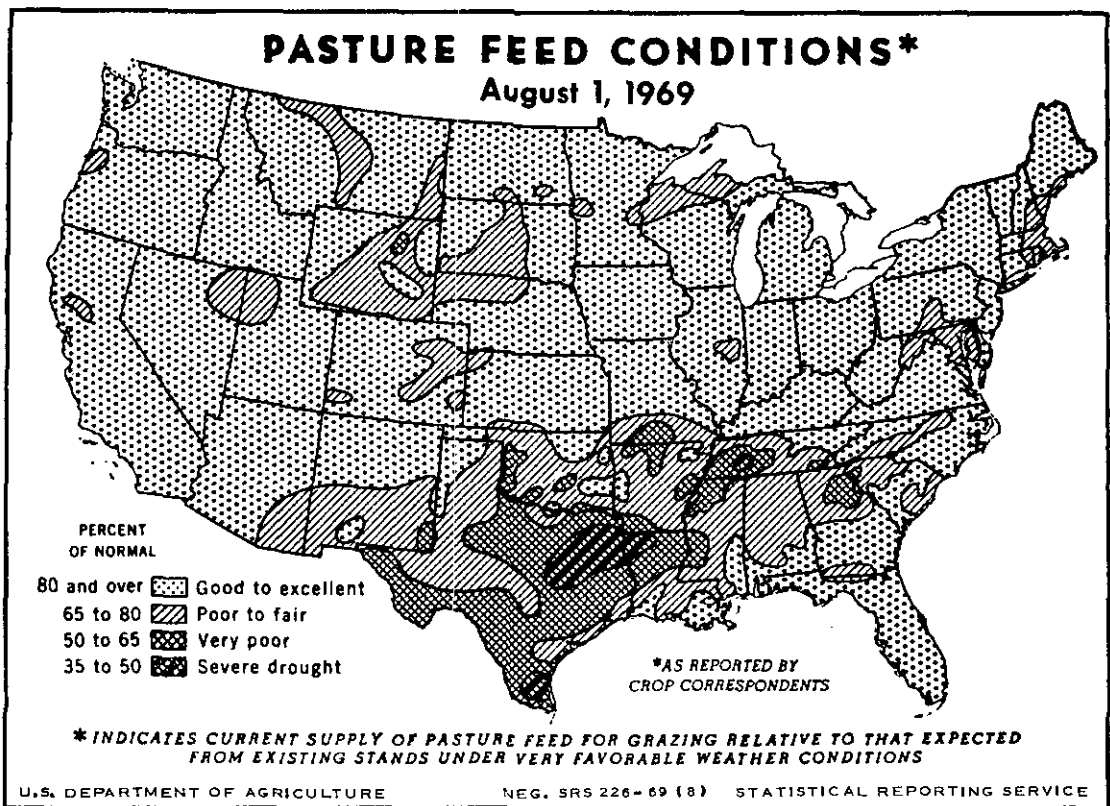 PASTURE FEED CONDITIONS*
August 1, 1969
PERCENT
OF NORMAL
80 and over Good to excellent
65 to 80 Poor to fair
50 to 65 Very poor
35 to 50 Severe drought
*AS REPORTED BY
CROP CORRESPONDENTS
* INDICATES CURRENT SUPPLY OF PASTURE FEED FOR GRAZING RELATIVE TO THAT EXPECTED
FROM EXISTING STANDS UNDER VERY FAVORABLE WEATHER CONDITIONS
U.S. DEPARTMENT OF AGRICULTURE NEG. SRS 226-69 (8) STATISTICAL REPORTING SERVICE